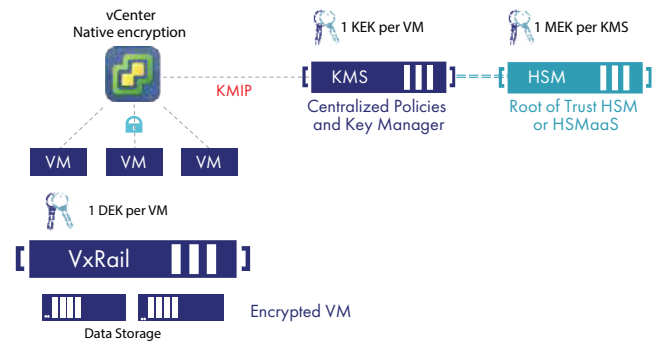 vCenter
Native encryption
1 KEK per VM
1 MEK per KMS
KMIP
KMS
HSM
Centralized Policies
and Key Manager
Root of Trust HSM
or HSMaaS
VM
VM
VM
1 DEK per VM
VxRail
Encrypted VM
Data Storage